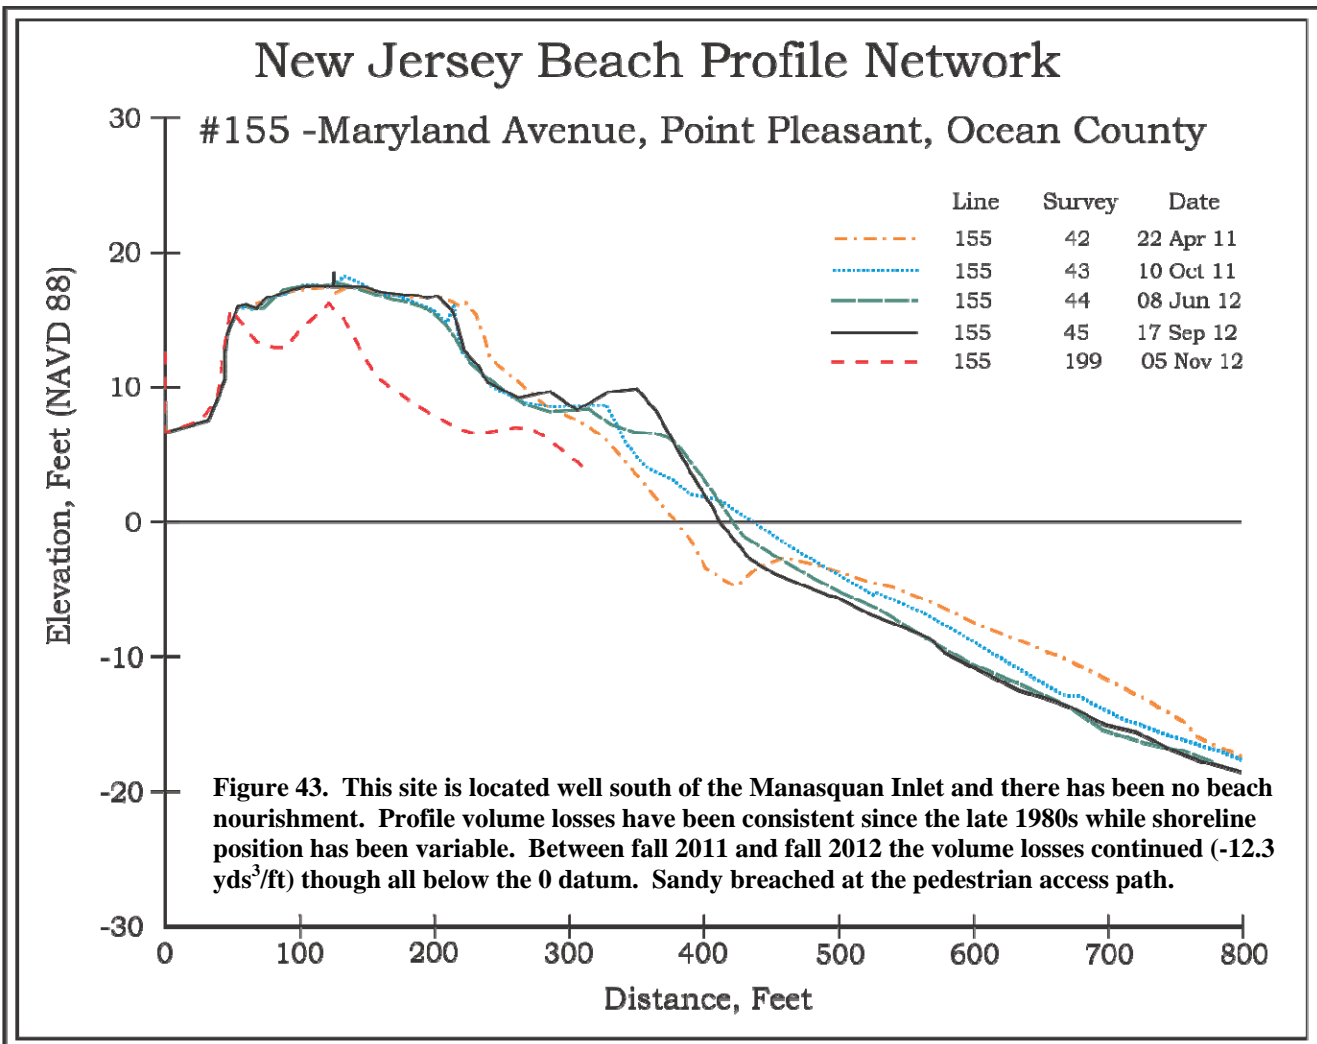 New Jersey Beach Profile Network
#155 -Maryland Avenue, Point Pleasant, Ocean County
Line Survey Date
155 42 22 Apr 11
155 43 10 Oct 11
155 44 08 Jun 12
155 45 17 Sep 12
155 199 05 Nov 12
Elevation, Feet (NAVD 88)
30
20
10
0
-10
-20
-30
Figure 43. This site is located well south of the Manasquan Inlet and there has been no beach
nourishment. Profile volume losses have been consistent since the late 1980s while shoreline
position has been variable. Between fall 2011 and fall 2012 the volume losses continued (-12.3
yds³/ft) though all below the 0 datum. Sandy breached at the pedestrian access path.
0 100 200 300 400 500 600 700 800
Distance, Feet